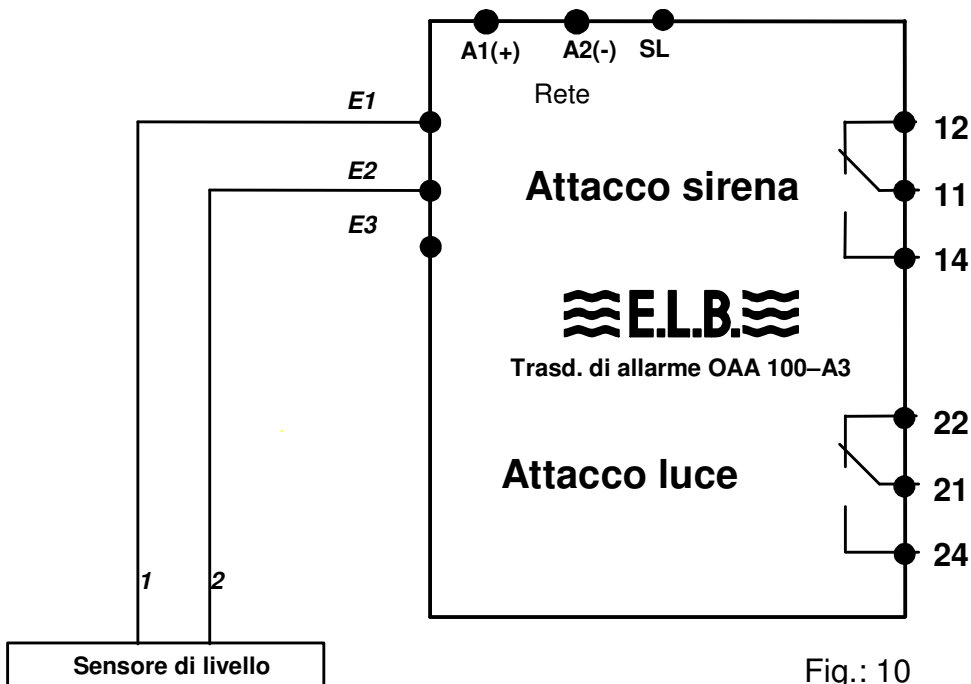 A1(+) A2(-) SL
Rete
E1
E2
E3
12
Attacco sirena
11
14
E.L.B.
Trasd. di allarme OAA 100–A3
22
Attacco luce
21
24
1 2
Sensore di livello
Fig.: 10